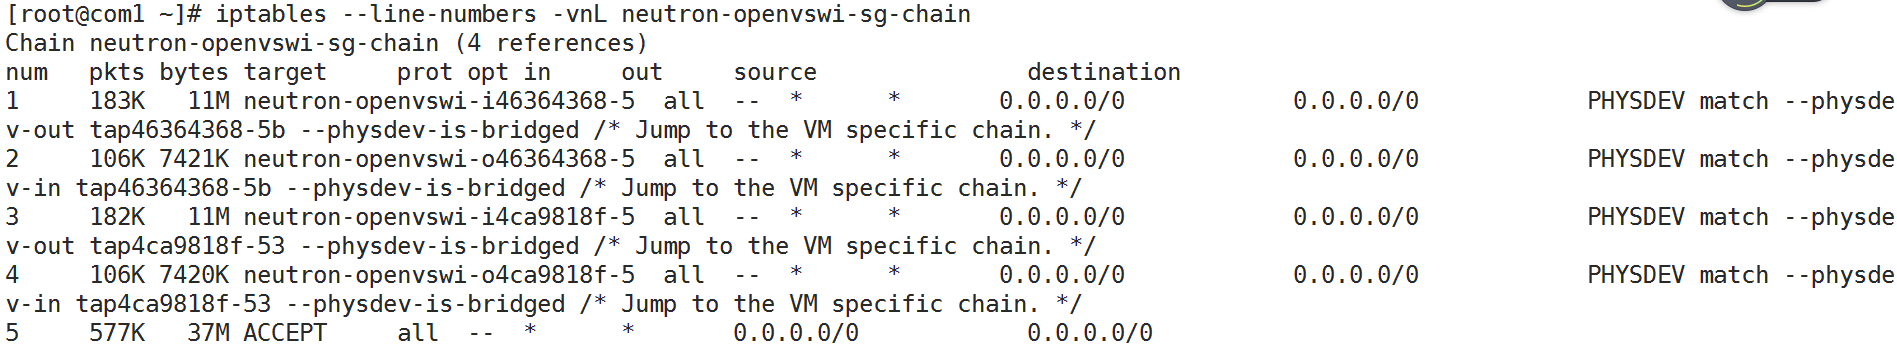 [root@com1 ~]# iptables --line-numbers -vnL neutron-openvswi-sg-chain
Chain neutron-openvswi-sg-chain (4 references)
num   pkts bytes target     prot opt in     out     source               destination
1     183K   11M neutron-openvswi-i46364368-5  all  --  *      *       0.0.0.0/0            0.0.0.0/0            PHYSDEV match --physde
v-out tap46364368-5b --physdev-is-bridged /* Jump to the VM specific chain. */
2     106K 7421K neutron-openvswi-o46364368-5  all  --  *      *       0.0.0.0/0            0.0.0.0/0            PHYSDEV match --physde
v-in tap46364368-5b --physdev-is-bridged /* Jump to the VM specific chain. */
3     182K   11M neutron-openvswi-i4ca9818f-5  all  --  *      *       0.0.0.0/0            0.0.0.0/0            PHYSDEV match --physde
v-out tap4ca9818f-53 --physdev-is-bridged /* Jump to the VM specific chain. */
4     106K 7420K neutron-openvswi-o4ca9818f-5  all  --  *      *       0.0.0.0/0            0.0.0.0/0            PHYSDEV match --physde
v-in tap4ca9818f-53 --physdev-is-bridged /* Jump to the VM specific chain. */
5     577K   37M ACCEPT     all  --  *      *       0.0.0.0/0            0.0.0.0/0